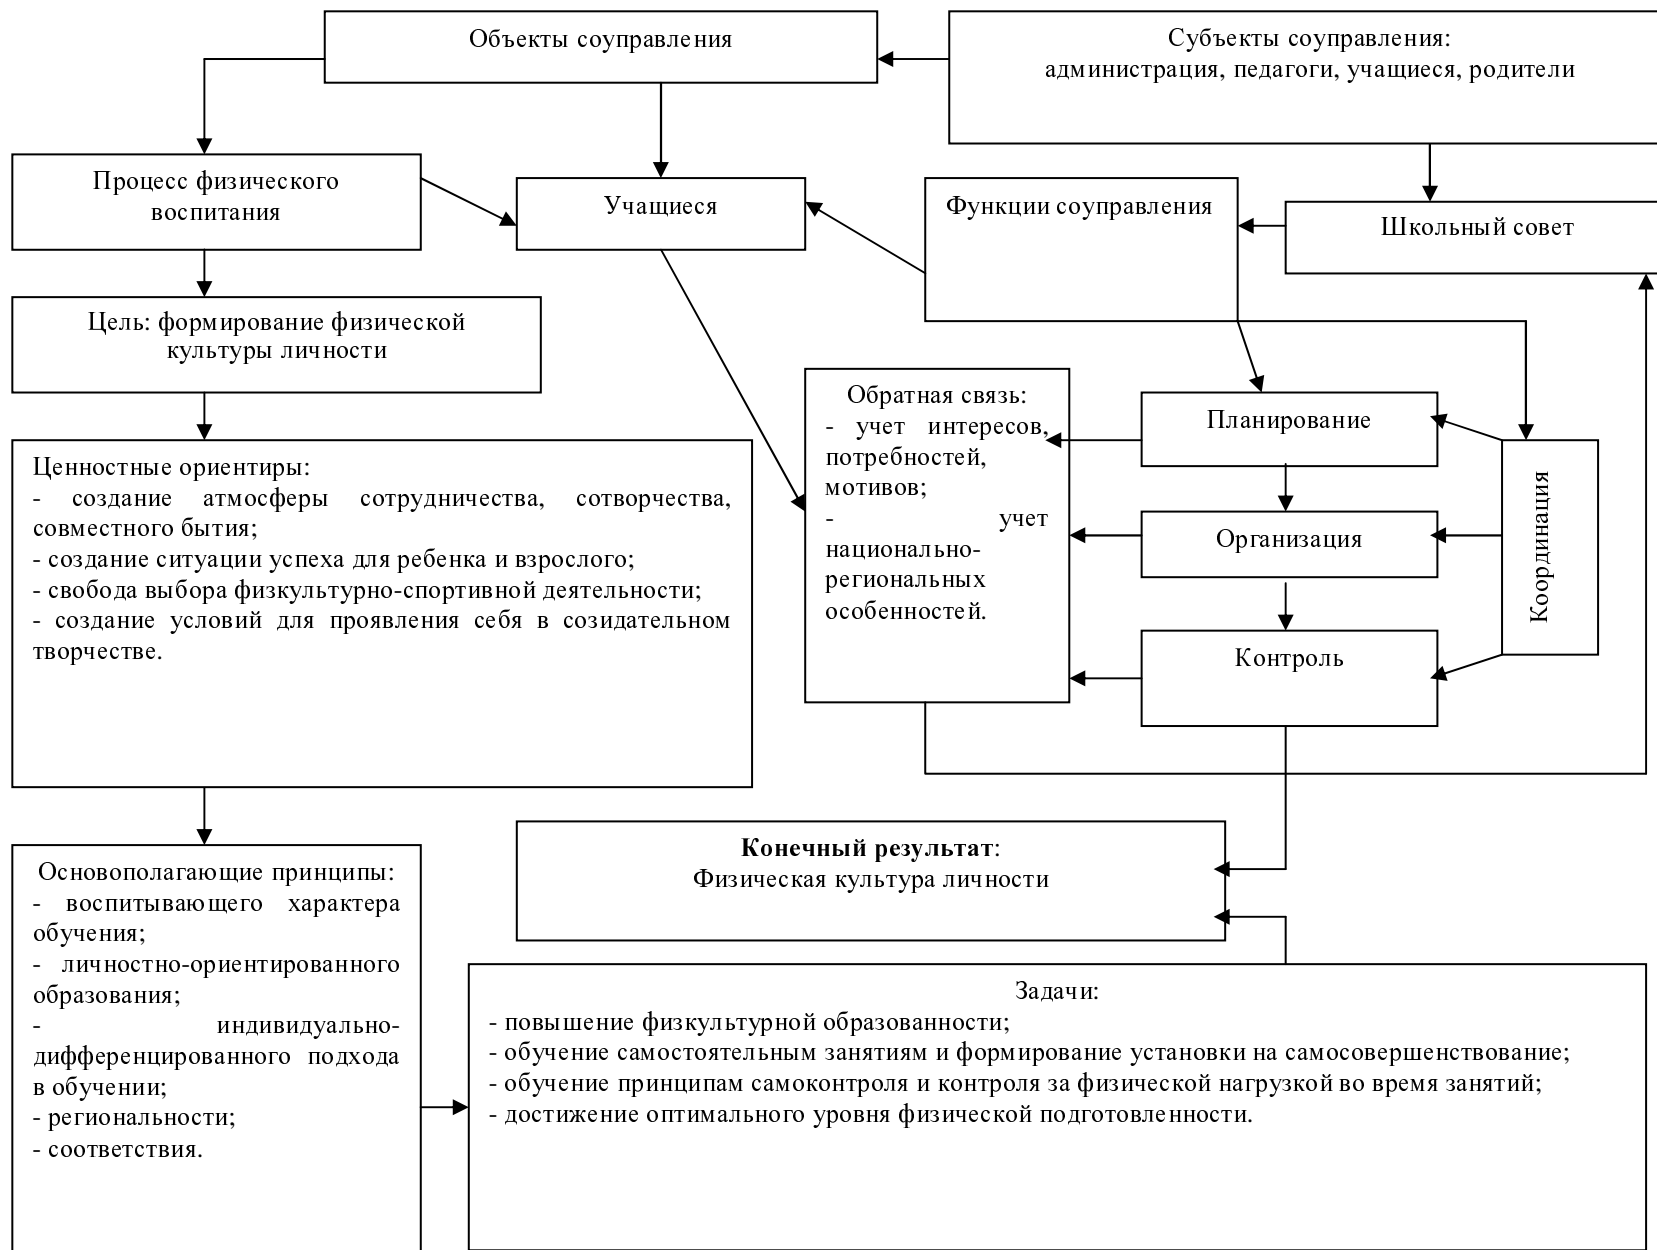 Объекты соуправления
Субъекты соуправления:
администрация, педагоги, учащиеся, родители
Процесс физического
воспитания
Учащиеся
Функции соуправления
Школьный совет
Цель: формирование физической
культуры личности
Обратная связь:
- учет интересов,
потребностей,
мотивов;
- учет
национально-
региональных
особенностей.
Планирование
Организация
Контроль
Координация
Ценностные ориентиры:
- создание атмосферы сотрудничества, сотворчества,
совместного бытия;
- создание ситуации успеха для ребенка и взрослого;
- свобода выбора физкультурно-спортивной деятельности;
- создание условий для проявления себя в созидательном
творчестве.
Конечный результат:
Физическая культура личности
Основополагающие принципы:
- воспитывающего характера
обучения;
- личностно-ориентированного
образования;
- индивидуально-
дифференцированного подхода
в обучении;
- региональности;
- соответствия.
Задачи:
- повышение физкультурной образованности;
- обучение самостоятельным занятиям и формирование установки на самосовершенствование;
- обучение принципам самоконтроля и контроля за физической нагрузкой во время занятий;
- достижение оптимального уровня физической подготовленности.